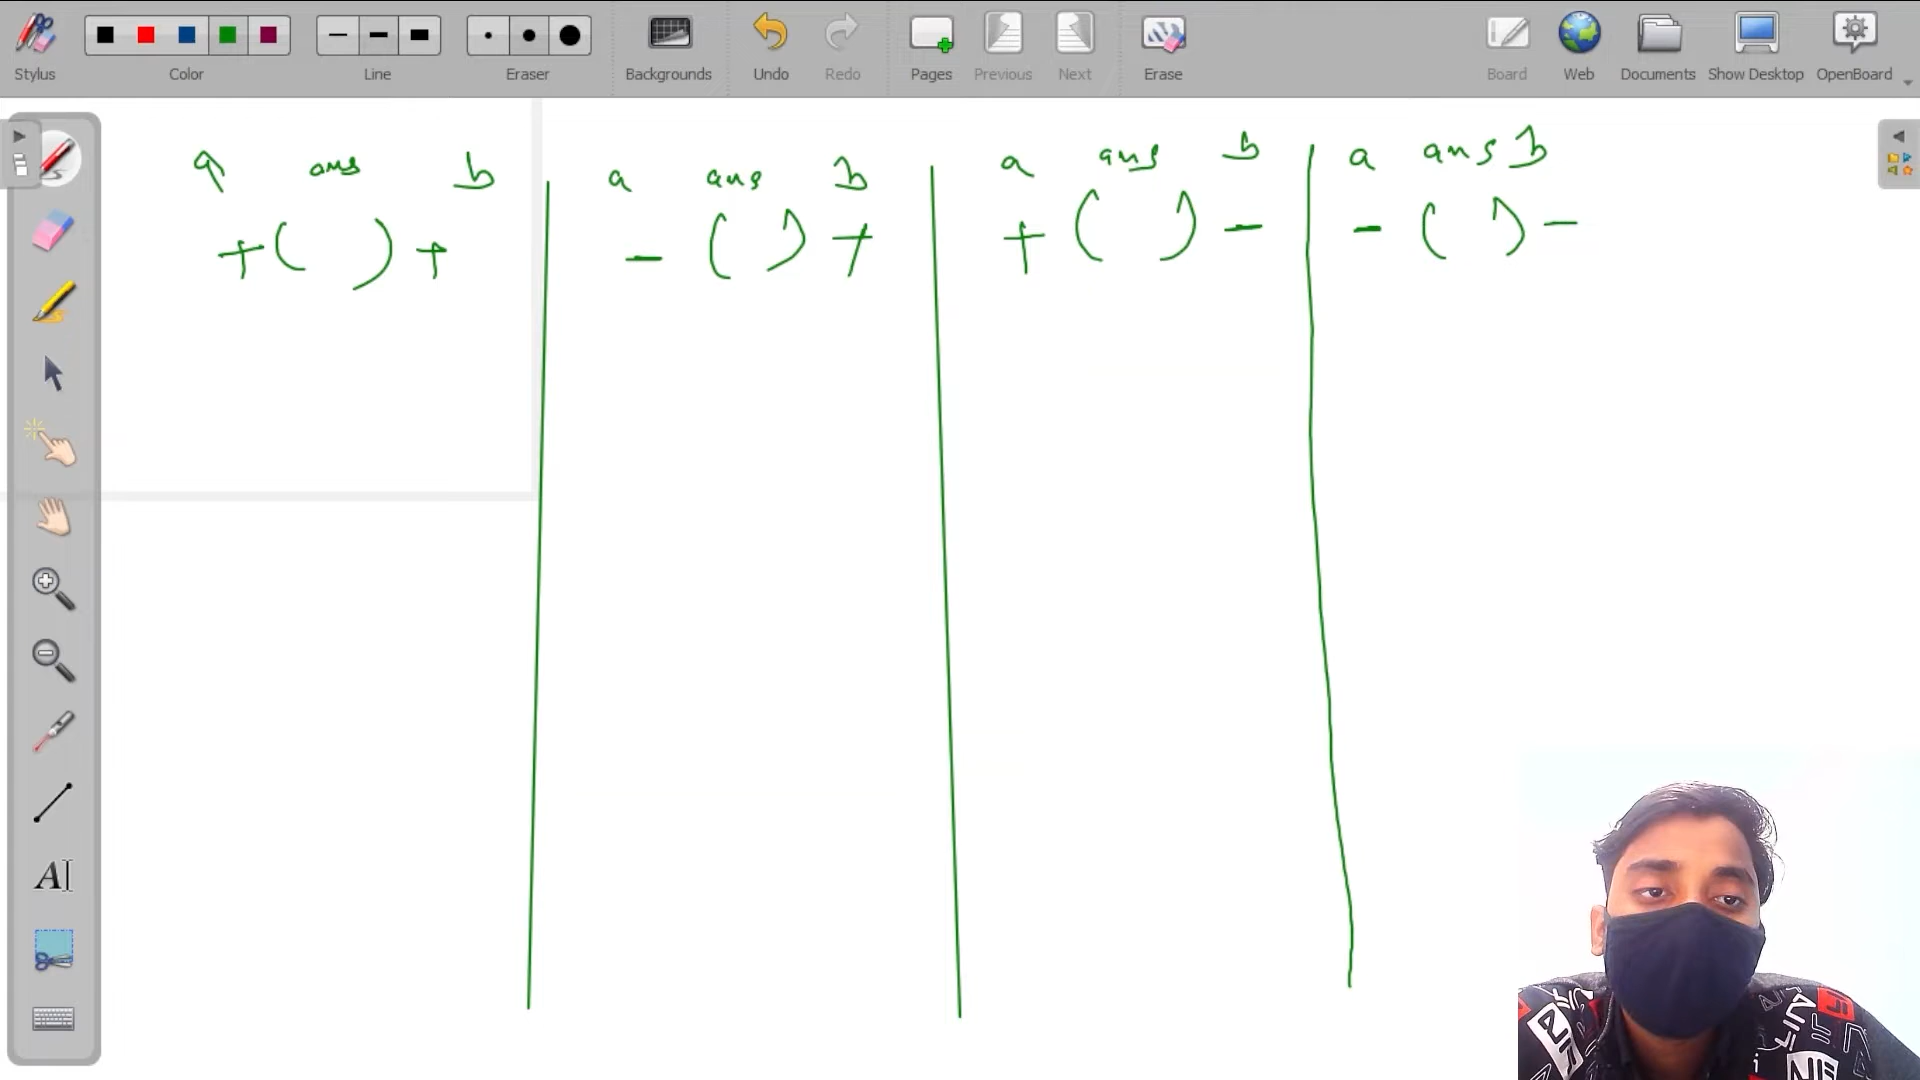 Stylus Color Line Eraser Backgrounds Undo Redo Pages Previous Next Erase Board Web Documents Show Desktop OpenBoard
a ans b a ans b a ans b a ans b
+( )+ - ( ) + + ( ) - - ( ) -
A